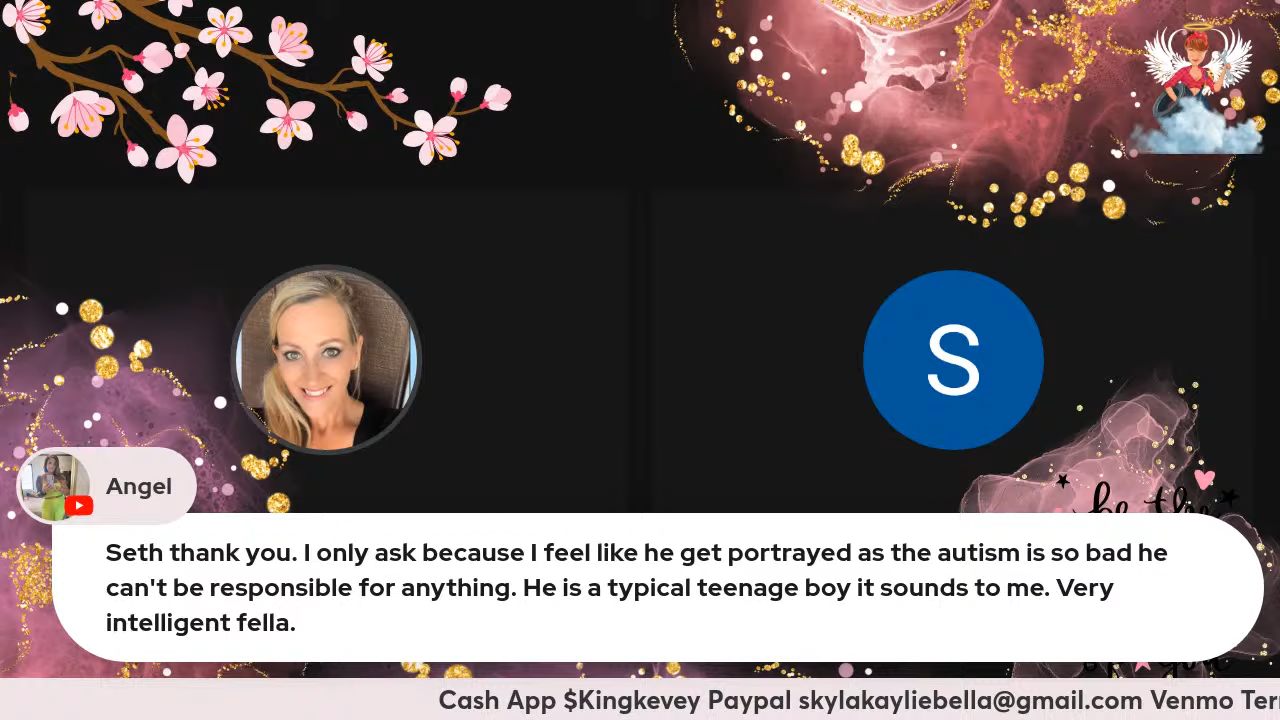 S
be the
Angel
Seth thank you. I only ask because I feel like he get portrayed as the autism is so bad he
can't be responsible for anything. He is a typical teenage boy it sounds to me. Very
intelligent fella.
Cash App $Kingkevey Paypal skylakayliebella@gmail.com Venmo